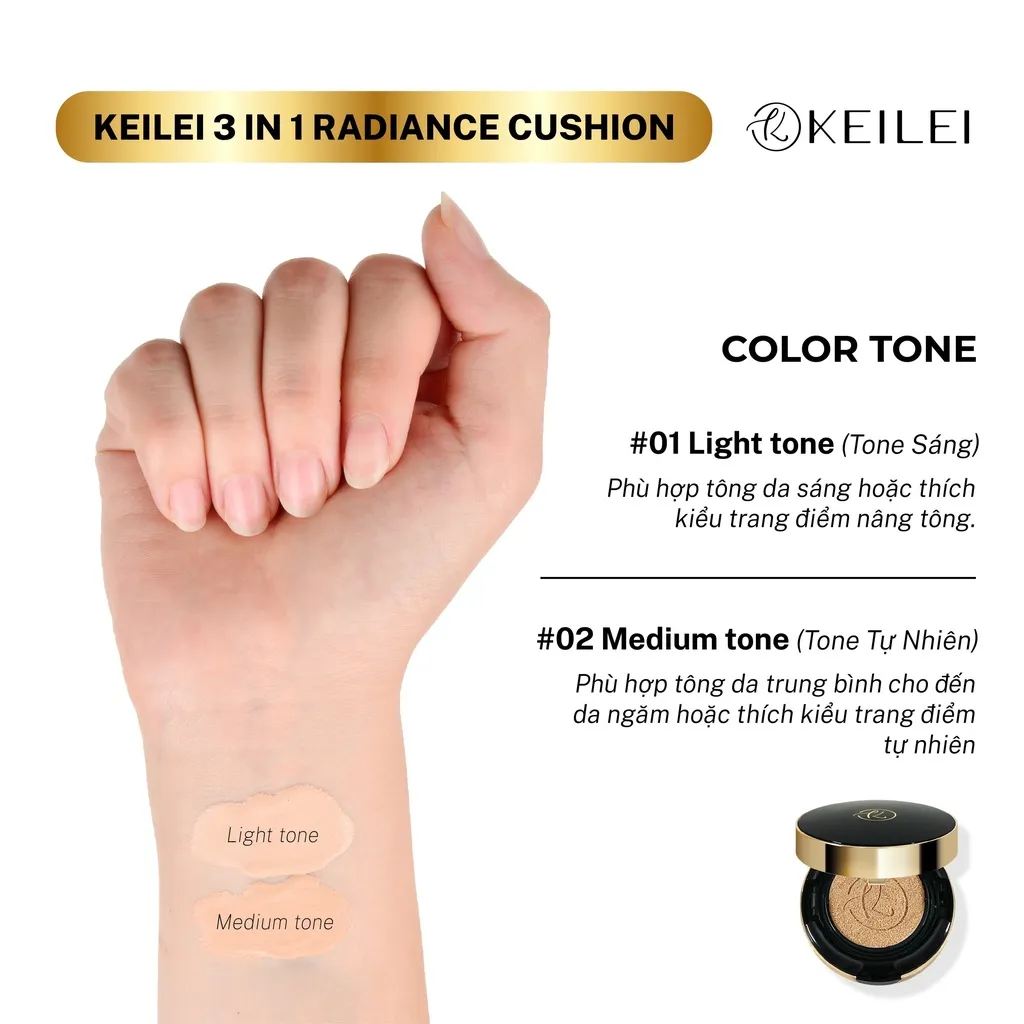 KEILEI 3 IN 1 RADIANCE CUSHION
KEILEI
COLOR TONE
#01 Light tone (Tone Sáng)
Phù hợp tông da sáng hoặc thích
kiểu trang điểm nâng tông.
#02 Medium tone (Tone Tự Nhiên)
Phù hợp tông da trung bình cho đến
da ngăm hoặc thích kiểu trang điểm
tự nhiên
Light tone
Medium tone